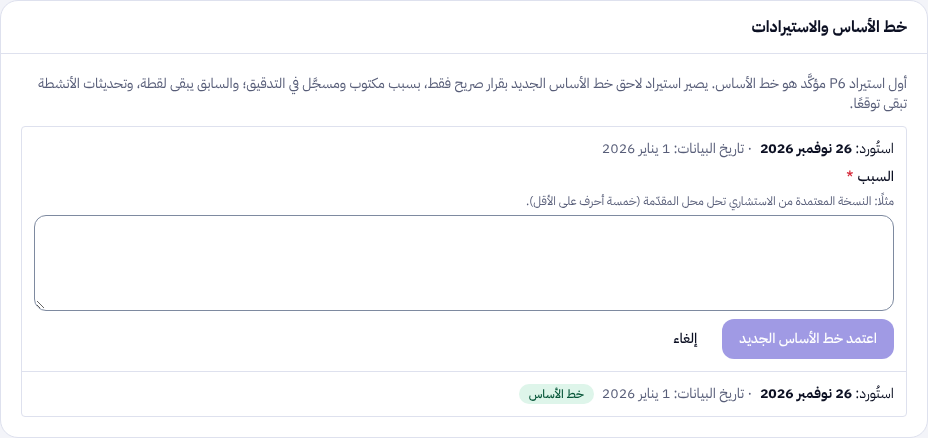 خط الأساس والاستيرادات
أول استيراد P6 مؤكَّد هو خط الأساس. يصير استيراد لاحق خط الأساس الجديد بقرار صريح فقط، بسبب مكتوب ومسجَّل في التدقيق؛ والسابق يبقى لقطة، وتحديثات الأنشطة
تبقى توقعًا.
استُورد: 26 نوفمبر 2026 · تاريخ البيانات: 1 يناير 2026
السبب *
مثلًا: النسخة المعتمدة من الاستشاري تحل محل المقدّمة (خمسة أحرف على الأقل).
اعتمد خط الأساس الجديد إلغاء
استُورد: 26 نوفمبر 2026 · تاريخ البيانات: 1 يناير 2026 خط الأساس